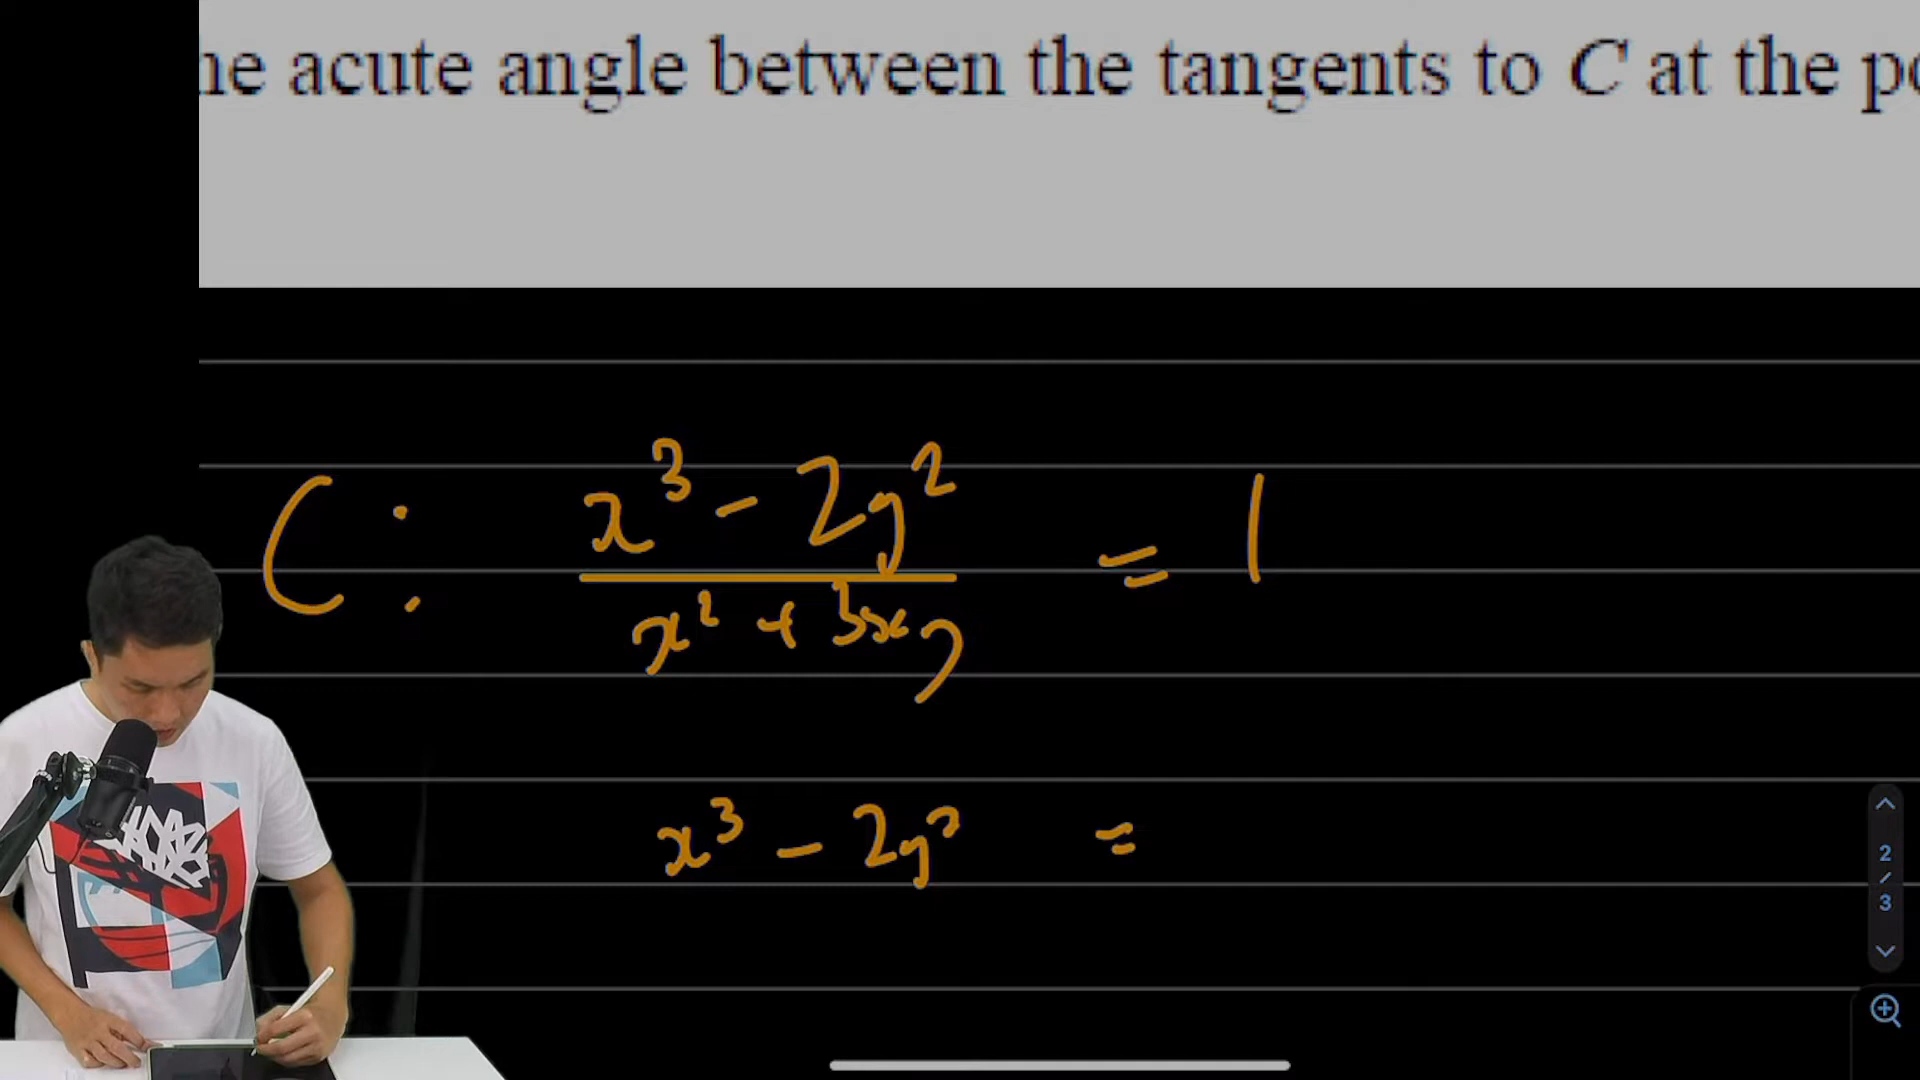 he acute angle between the tangents to C at the po
C : x³ - 2y² / x² + 3xy = 1
x³ - 2y² =
2
/
3